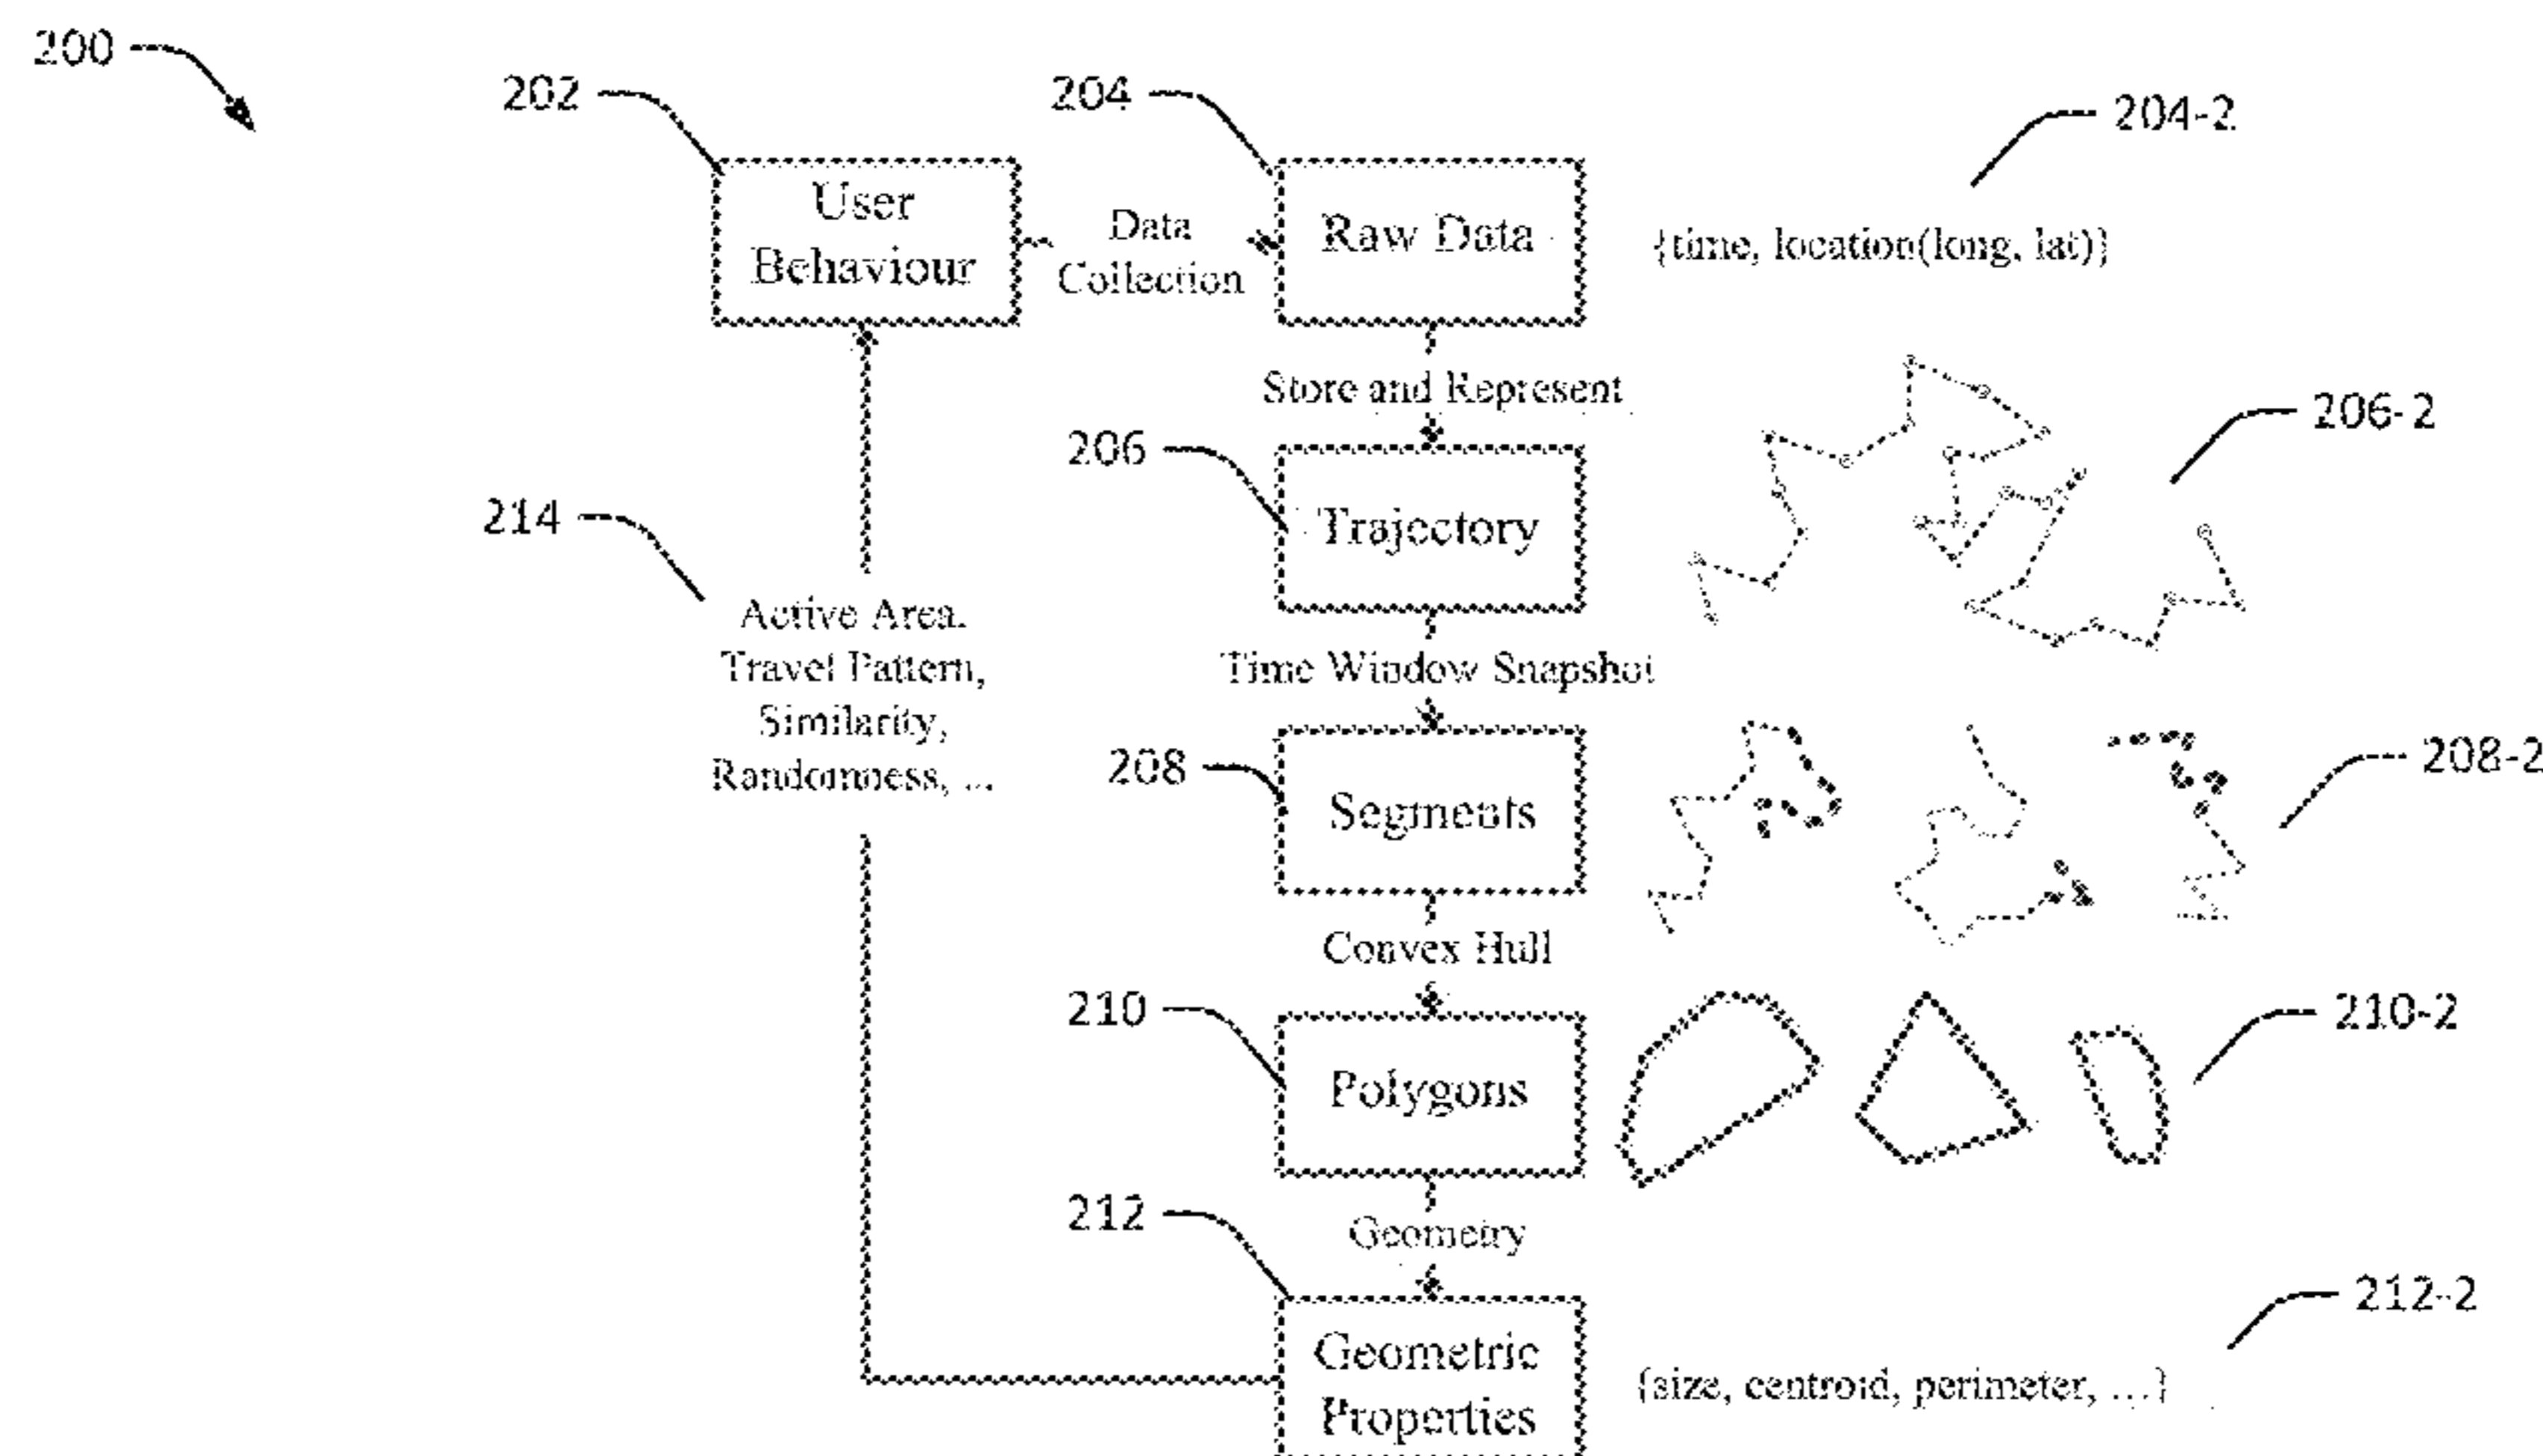 200
202
204
204-2
User
Behaviour
Data
Collection
Raw Data
{time, location(long, lat)}
Store and Represent
206
206-2
Trajectory
214
Active Area,
Travel Pattern,
Similarity,
Randomness, ...
Time Window Snapshot
208
208-2
Segments
Convex Hull
210
210-2
Polygons
212
Geometry
212-2
Geometric
Properties
{size, centroid, perimeter, ...}